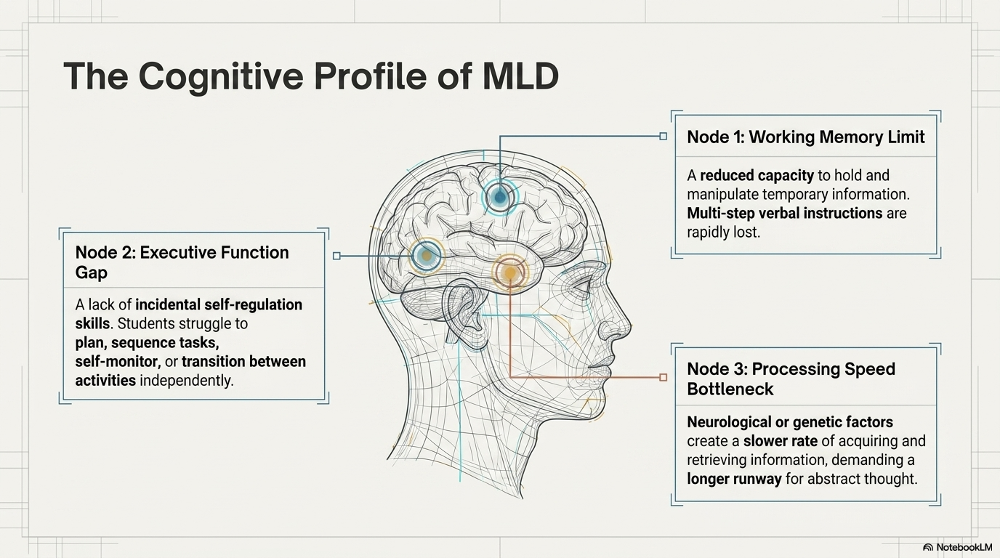 The Cognitive Profile of MLD
Node 1: Working Memory Limit
A reduced capacity to hold and
manipulate temporary information.
Multi-step verbal instructions are
rapidly lost.
Node 2: Executive Function
Gap
A lack of incidental self-regulation
skills. Students struggle to
plan, sequence tasks,
self-monitor, or transition between
activities independently.
Node 3: Processing Speed
Bottleneck
Neurological or genetic factors
create a slower rate of acquiring and
retrieving information, demanding a
longer runway for abstract thought.
NotebookLM